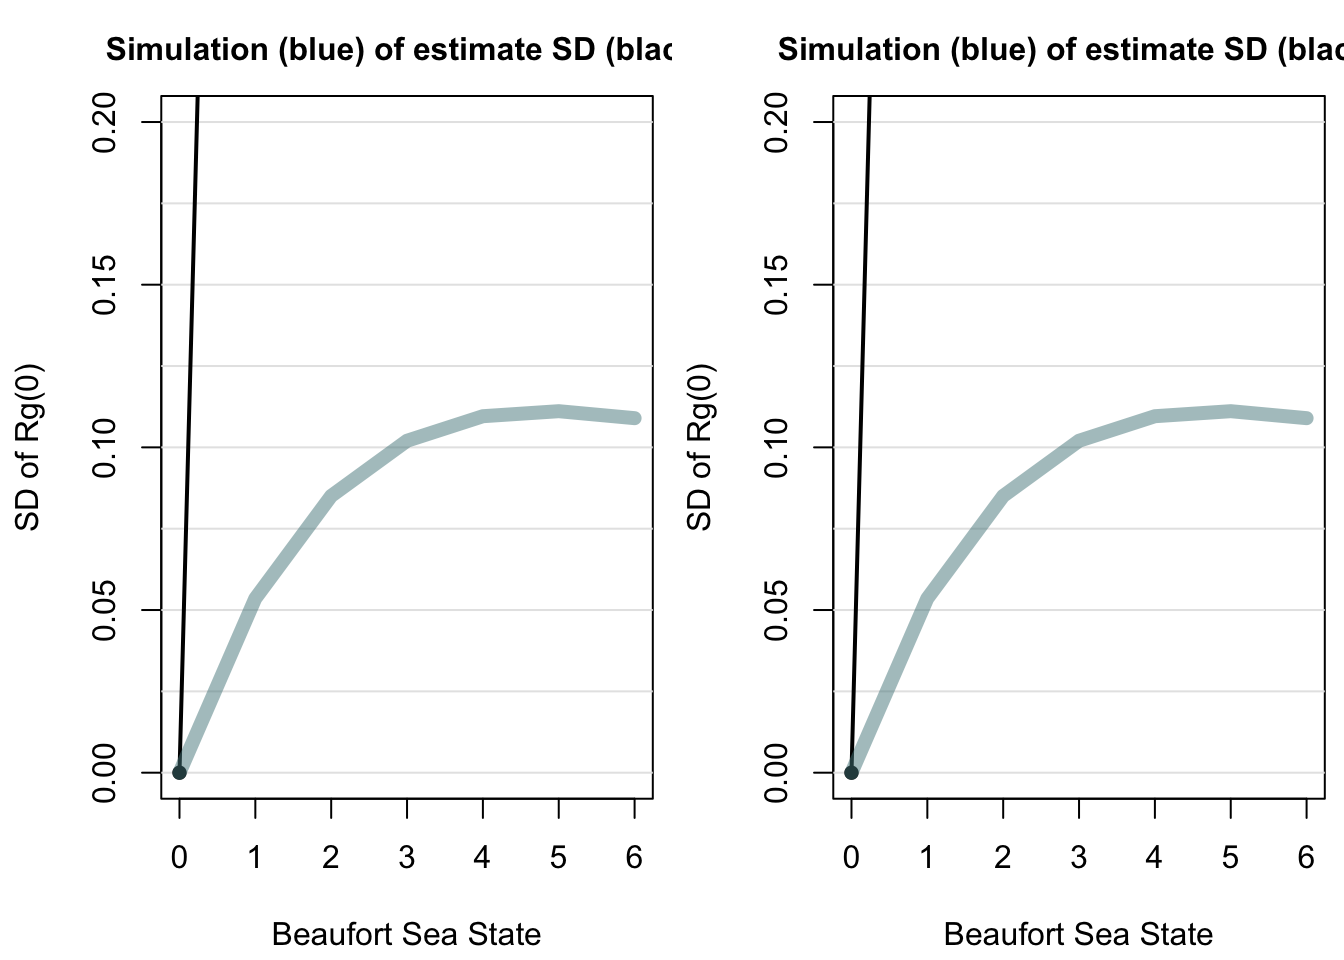 Simulation (blue) of estimate SD (blac
SD of Rg(0)
0.20
0.15
0.10
0.05
0.00
0 1 2 3 4 5 6
Beaufort Sea State
Simulation (blue) of estimate SD (blac
SD of Rg(0)
0.20
0.15
0.10
0.05
0.00
0 1 2 3 4 5 6
Beaufort Sea State